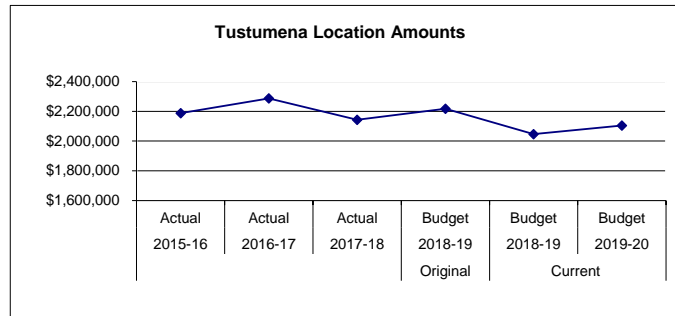 Tustumena Location Amounts
$2,400,000
$2,200,000
$2,000,000
$1,800,000
$1,600,000
Actual Actual Actual Budget Budget Budget
2015-16 2016-17 2017-18 2018-19 2018-19 2019-20
Original Current